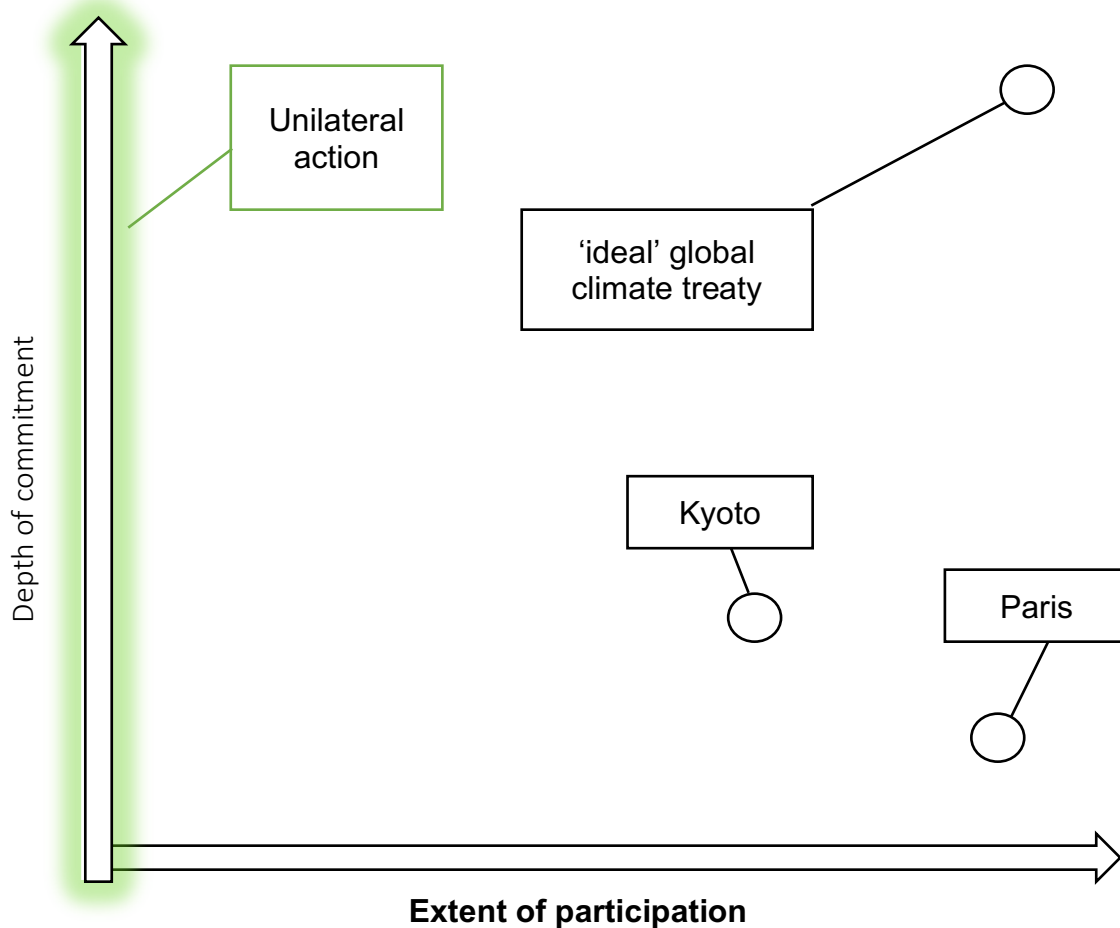 Unilateral
action
‘ideal’ global
climate treaty
Depth of commitment
Kyoto
Paris
Extent of participation